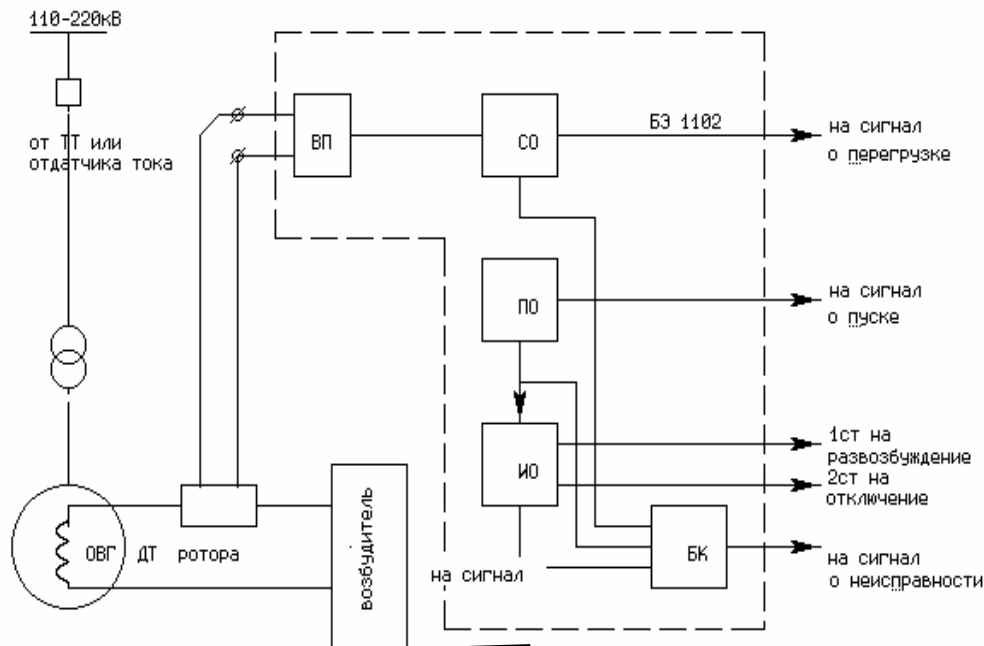 110-220кВ
от ТТ или
отдатчика тока
ВП
СО
БЭ 1102
на сигнал
о перегрузке
ПО
на сигнал
о пуске
ИО
1ст на
развозбуждение
2ст на
отключение
ОВГ ДТ ротора
возбудитель
на сигнал
БК
на сигнал
о неисправности